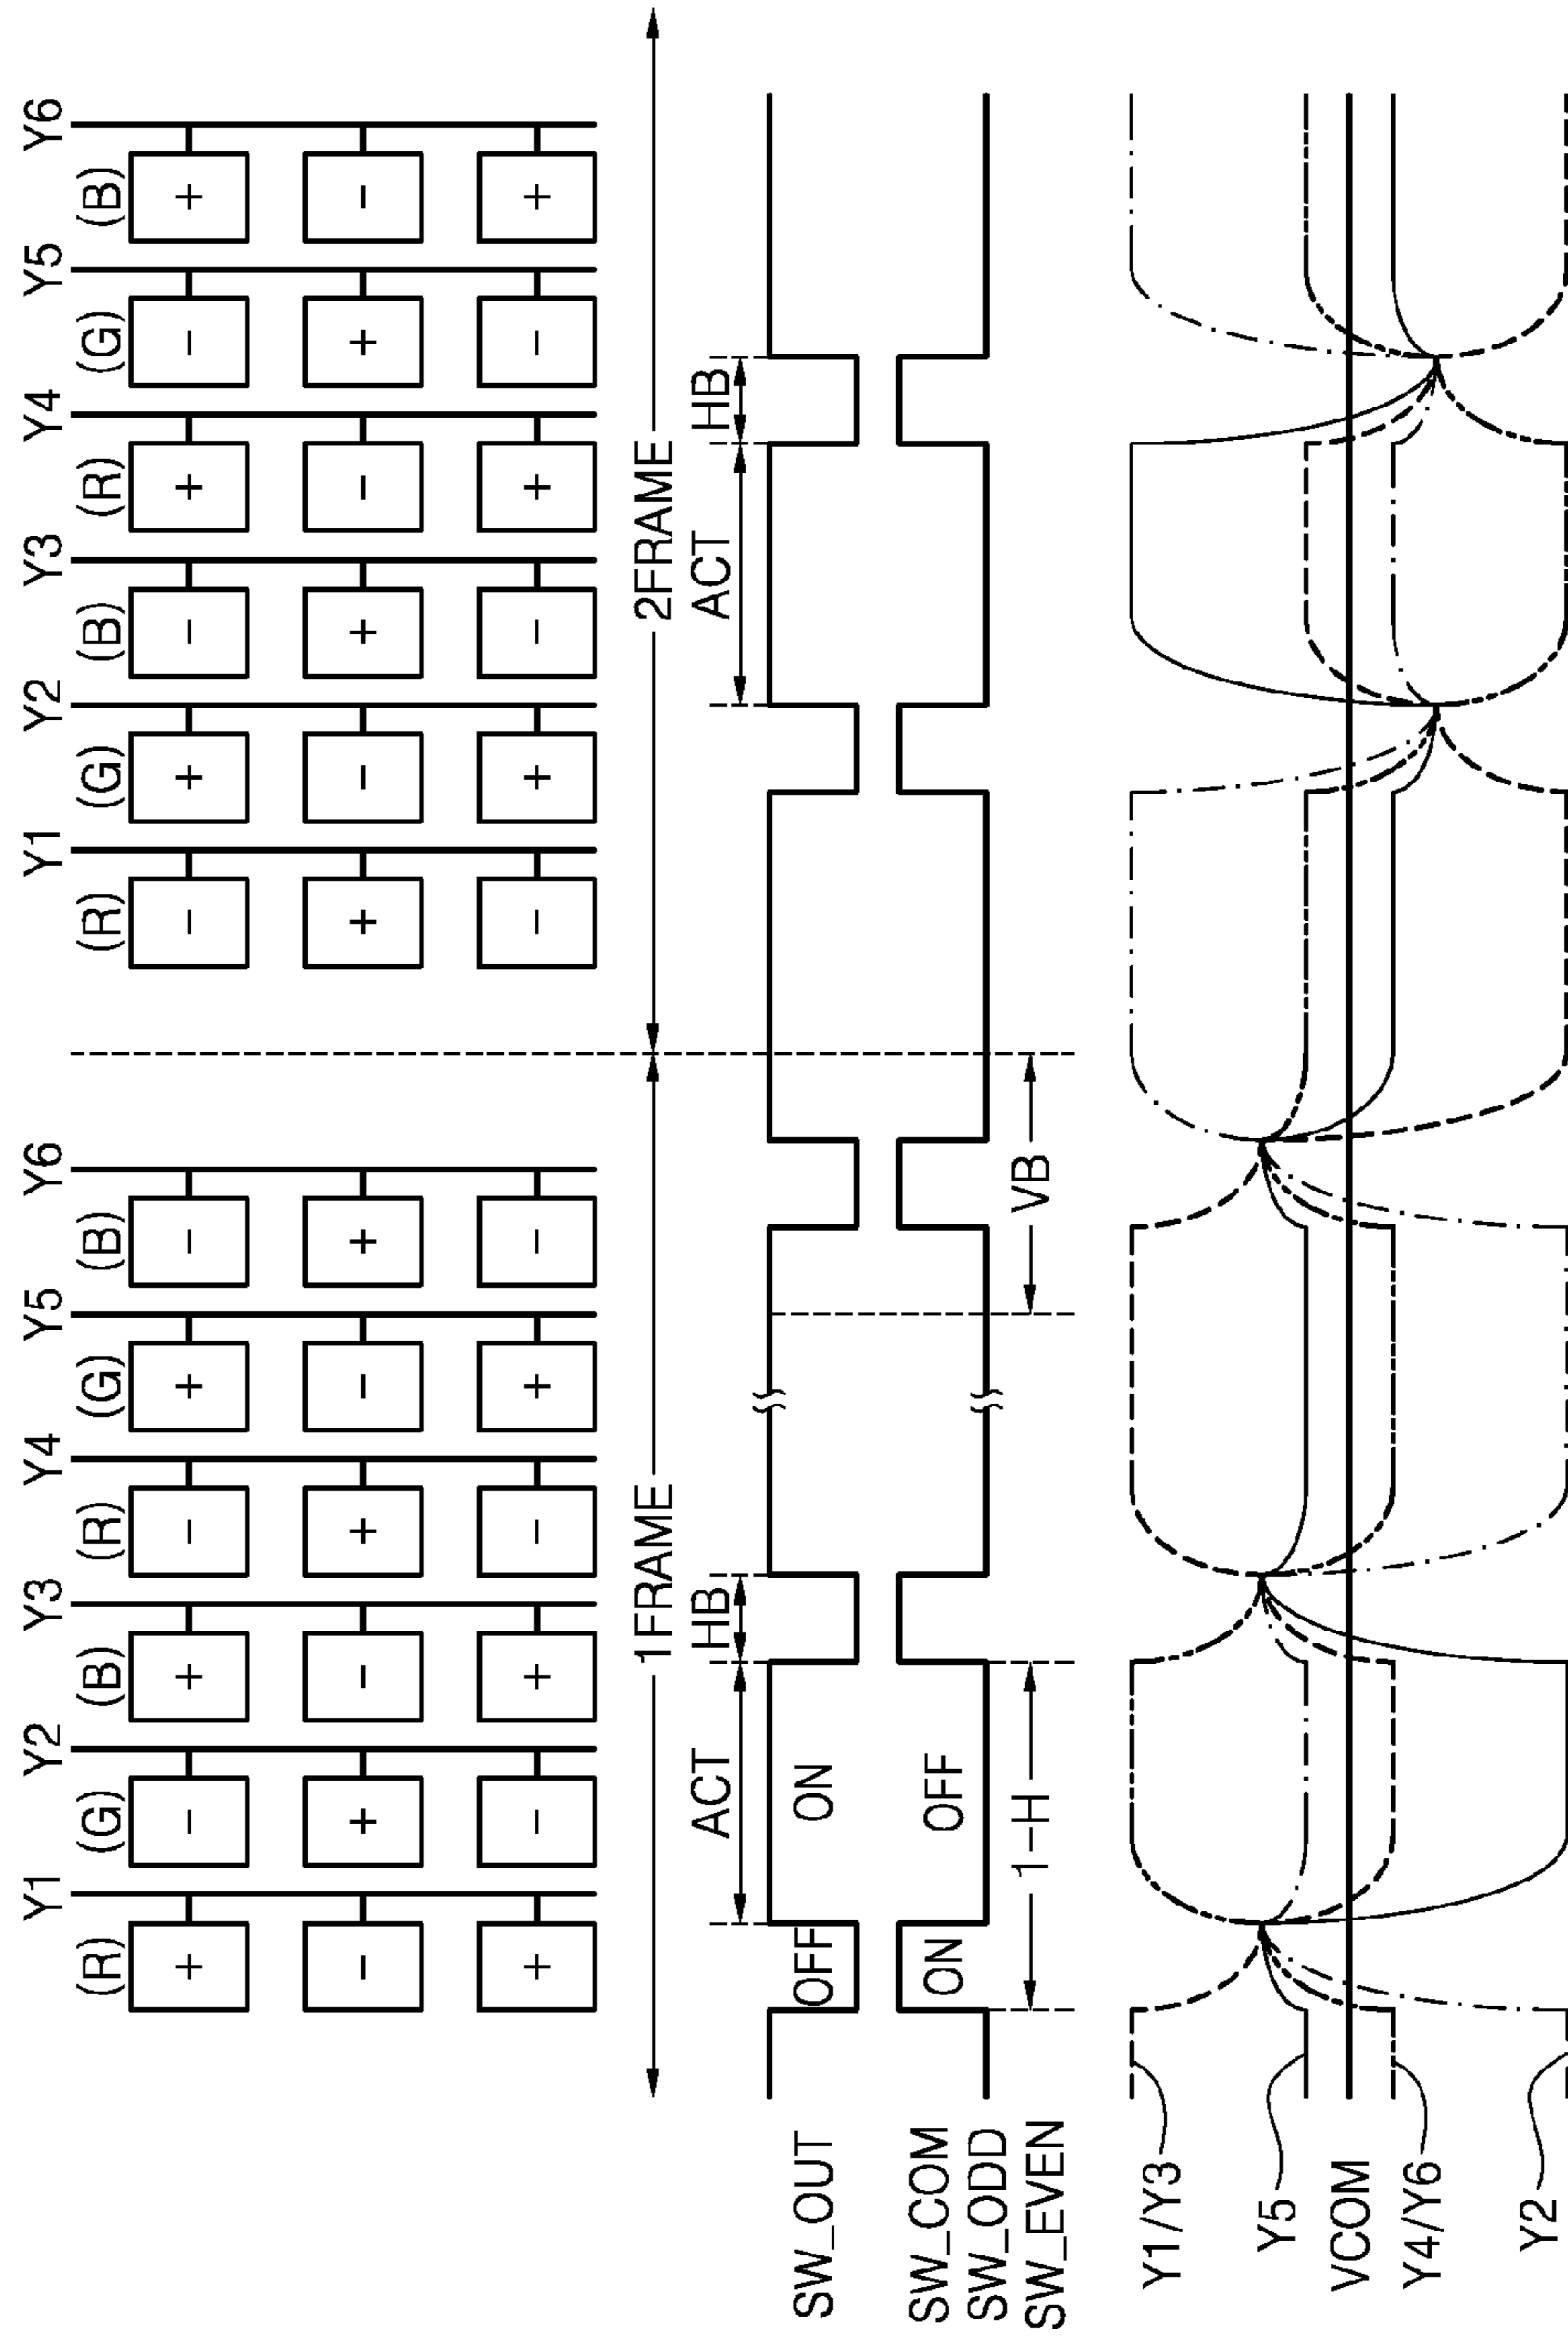 Y1 Y2 Y3 Y4 Y5 Y6 Y1 Y2 Y3 Y4 Y5 Y6
(R) (G) (B) (R) (G) (B) (R) (G) (B) (R) (G) (B)
+ − + − + − − + − + − +
− + − + − + + − + − + −
+ − + − + − − + − + − +
1FRAME 2FRAME
ACT HB ACT HB
SW_OUT OFF ON
SW_COM ON OFF
SW_ODD
SW_EVEN 1-H VB
Y1/Y3
Y5
VCOM
Y4/Y6
Y2